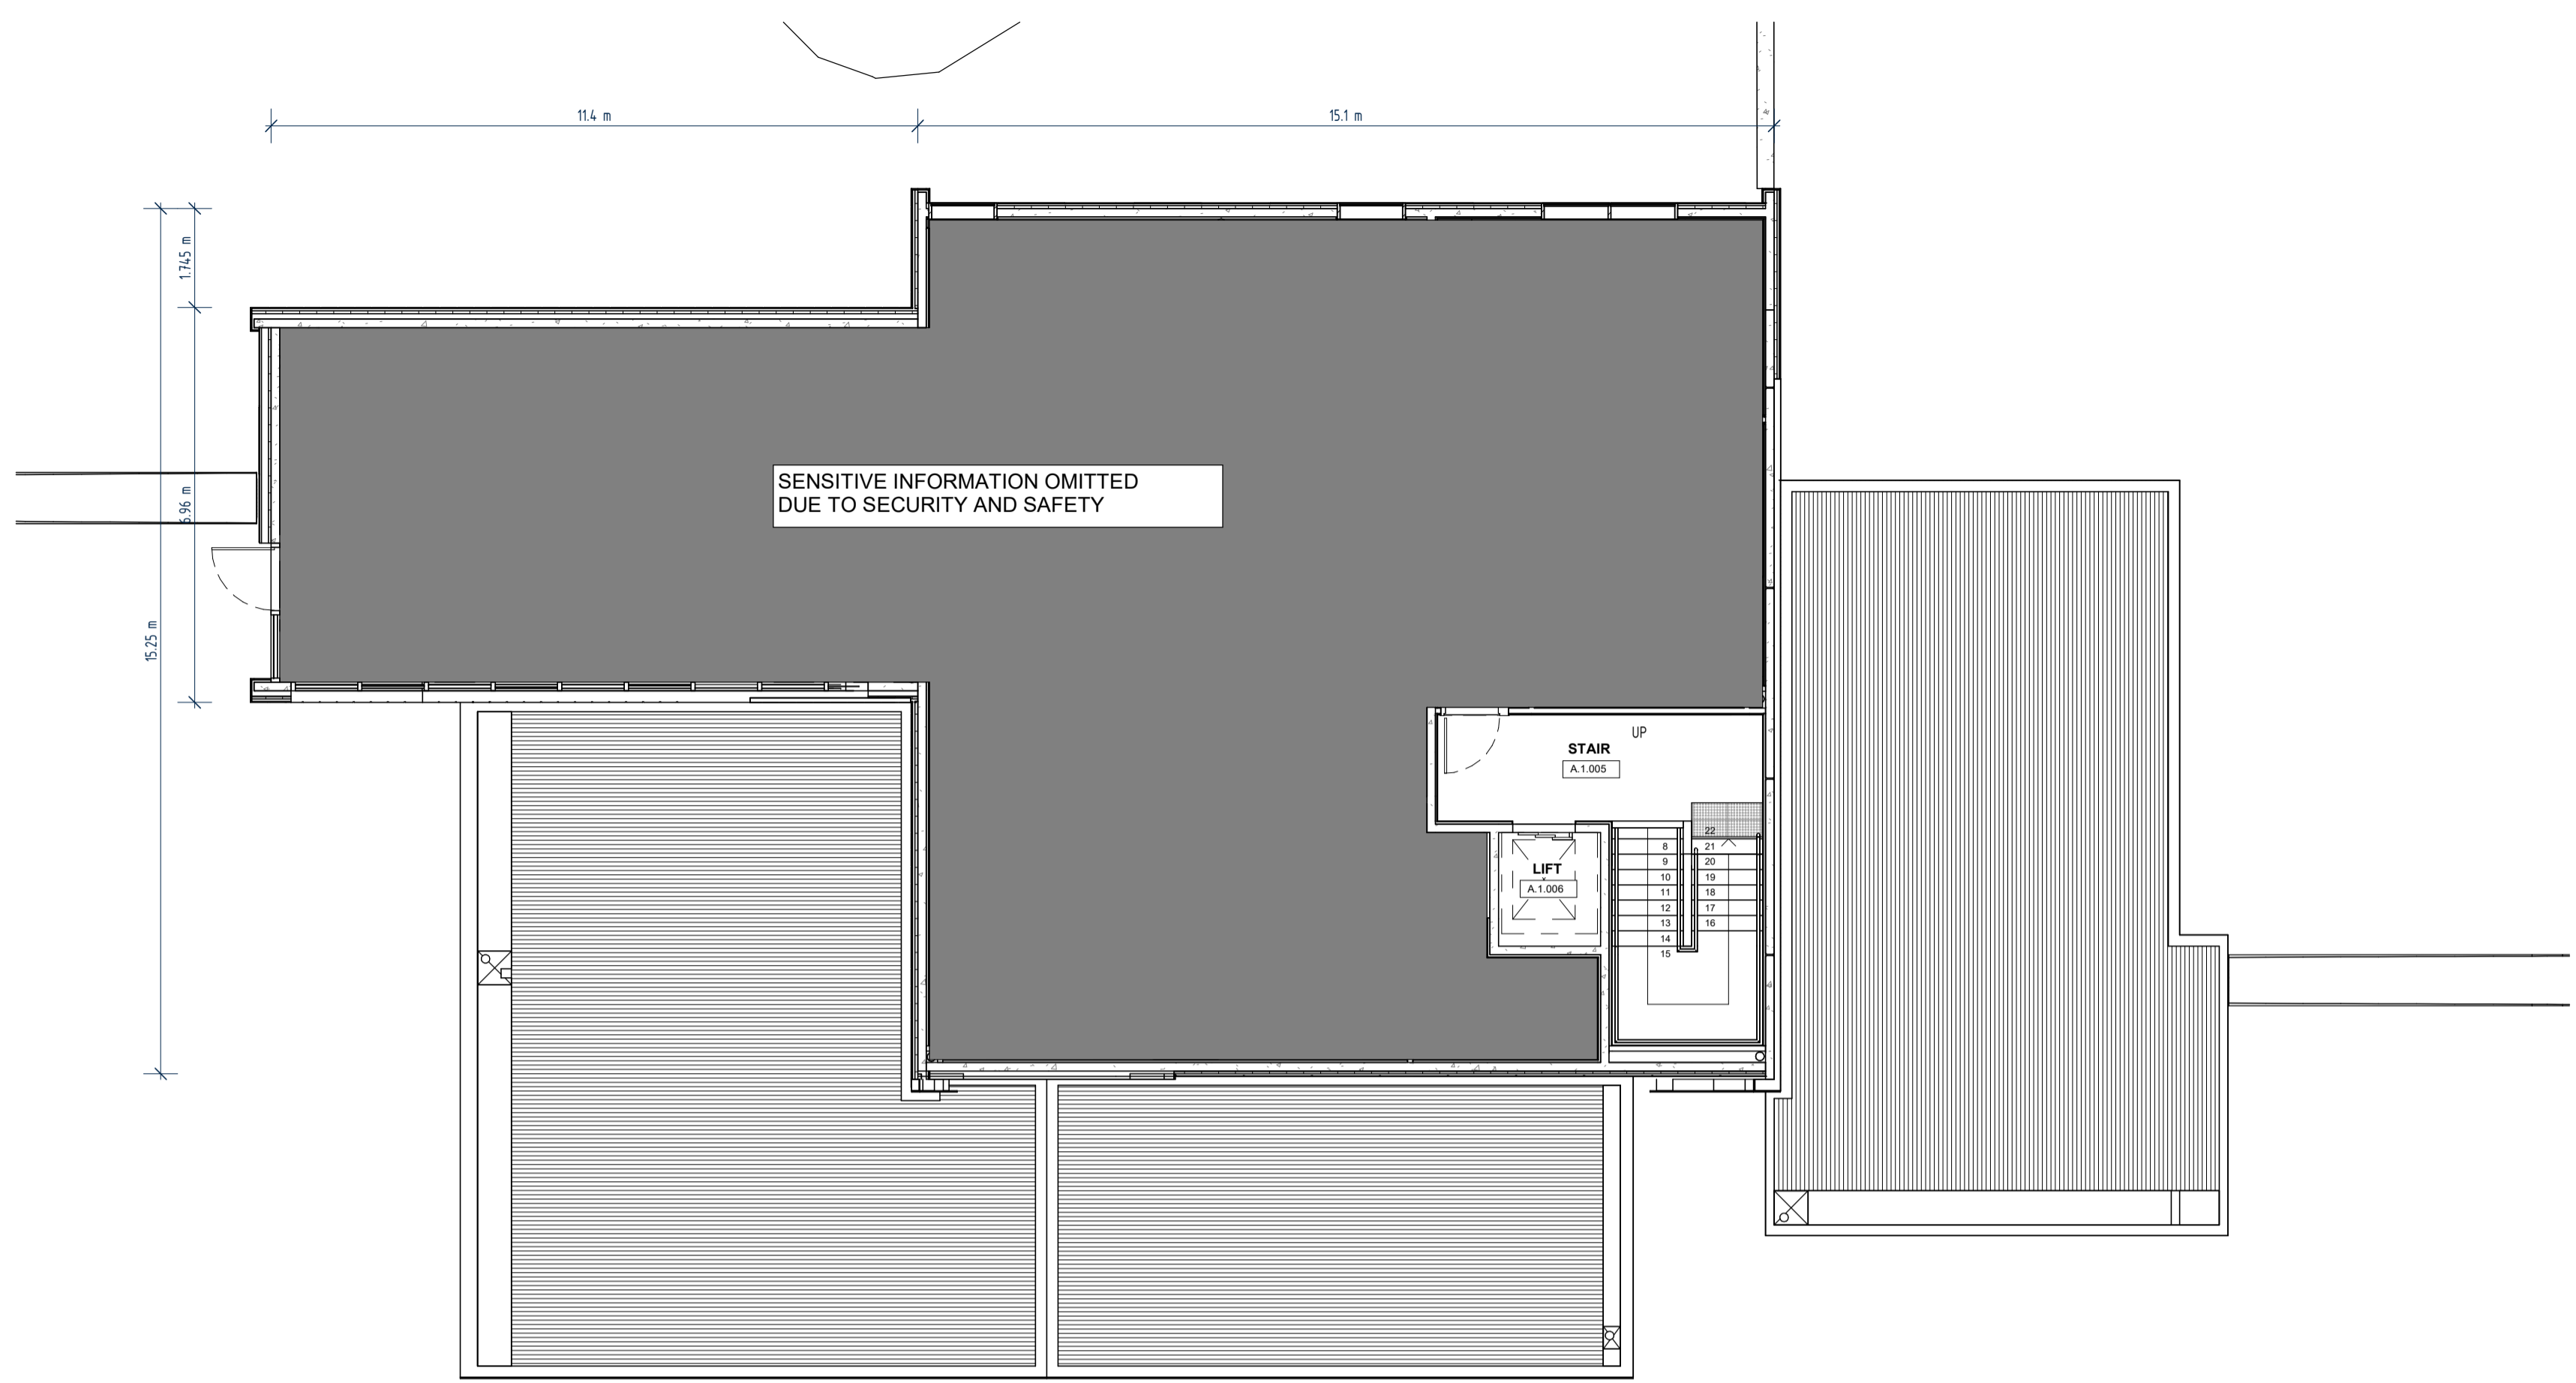 11.4 m
15.1 m
1.745 m
6.96 m
15.25 m
SENSITIVE INFORMATION OMITTED
DUE TO SECURITY AND SAFETY
UP
STAIR
A.1.005
LIFT
A.1.006
22
8 21
9 20
10 19
11 18
12 17
13 16
14
15